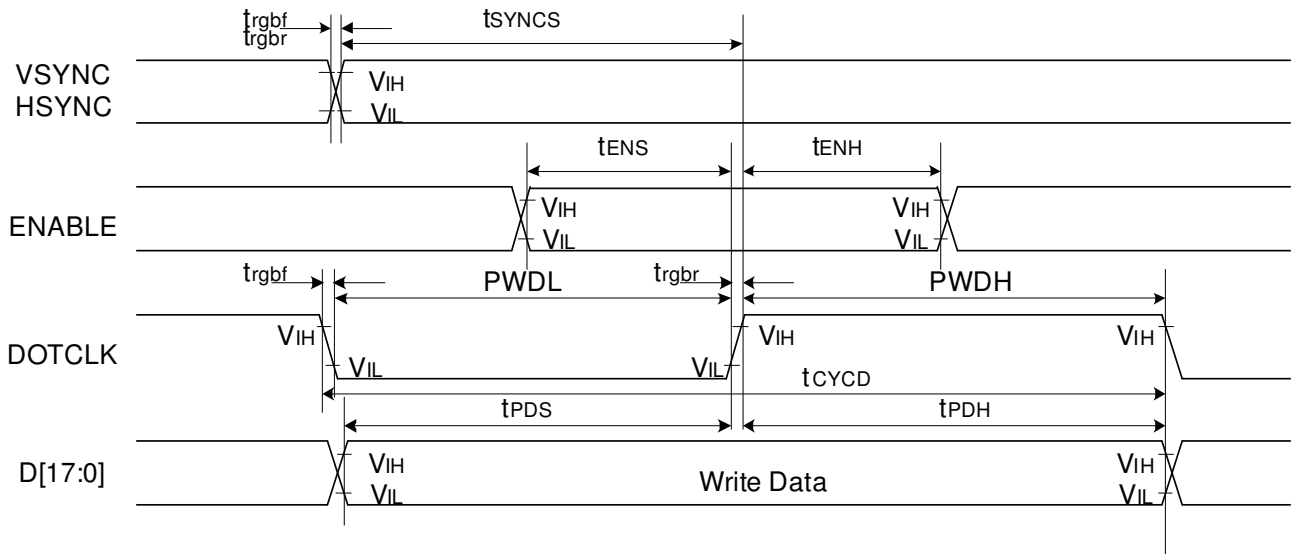 trgbf
trgbr
tSYNCS
VSYNC
HSYNC
VIH
VIL
tENS
tENH
ENABLE
VIH
VIL
VIH
VIL
trgbf
PWDL
trgbr
PWDH
DOTCLK
VIH
VIL
VIL
VIH
VIH
tCYCD
tPDS
tPDH
D[17:0]
VIH
VIL
Write Data
VIH
VIL